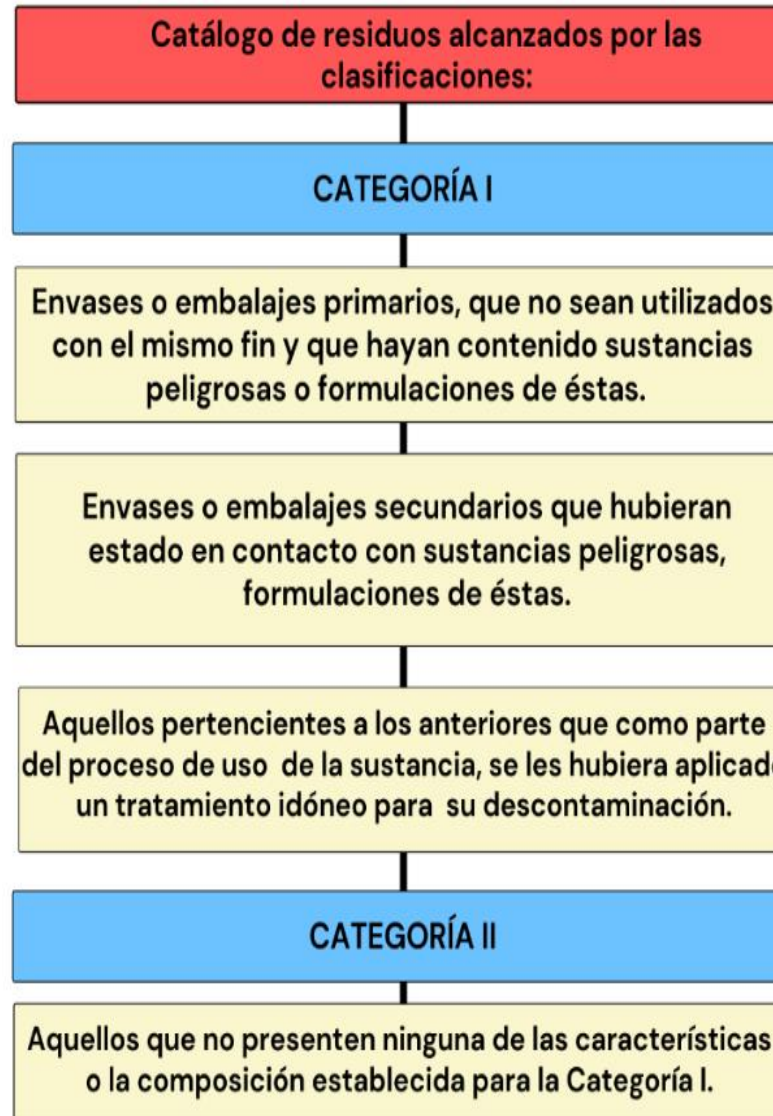 Catálogo de residuos alcanzados por las
clasificaciones:
CATEGORÍA I
Envases o embalajes primarios, que no sean utilizados
con el mismo fin y que hayan contenido sustancias
peligrosas o formulaciones de éstas.
Envases o embalajes secundarios que hubieran
estado en contacto con sustancias peligrosas,
formulaciones de éstas.
Aquellos pertencientes a los anteriores que como parte
del proceso de uso de la sustancia, se les hubiera aplicado
un tratamiento idóneo para su descontaminación.
CATEGORÍA II
Aquellos que no presenten ninguna de las características
o la composición establecida para la Categoría I.